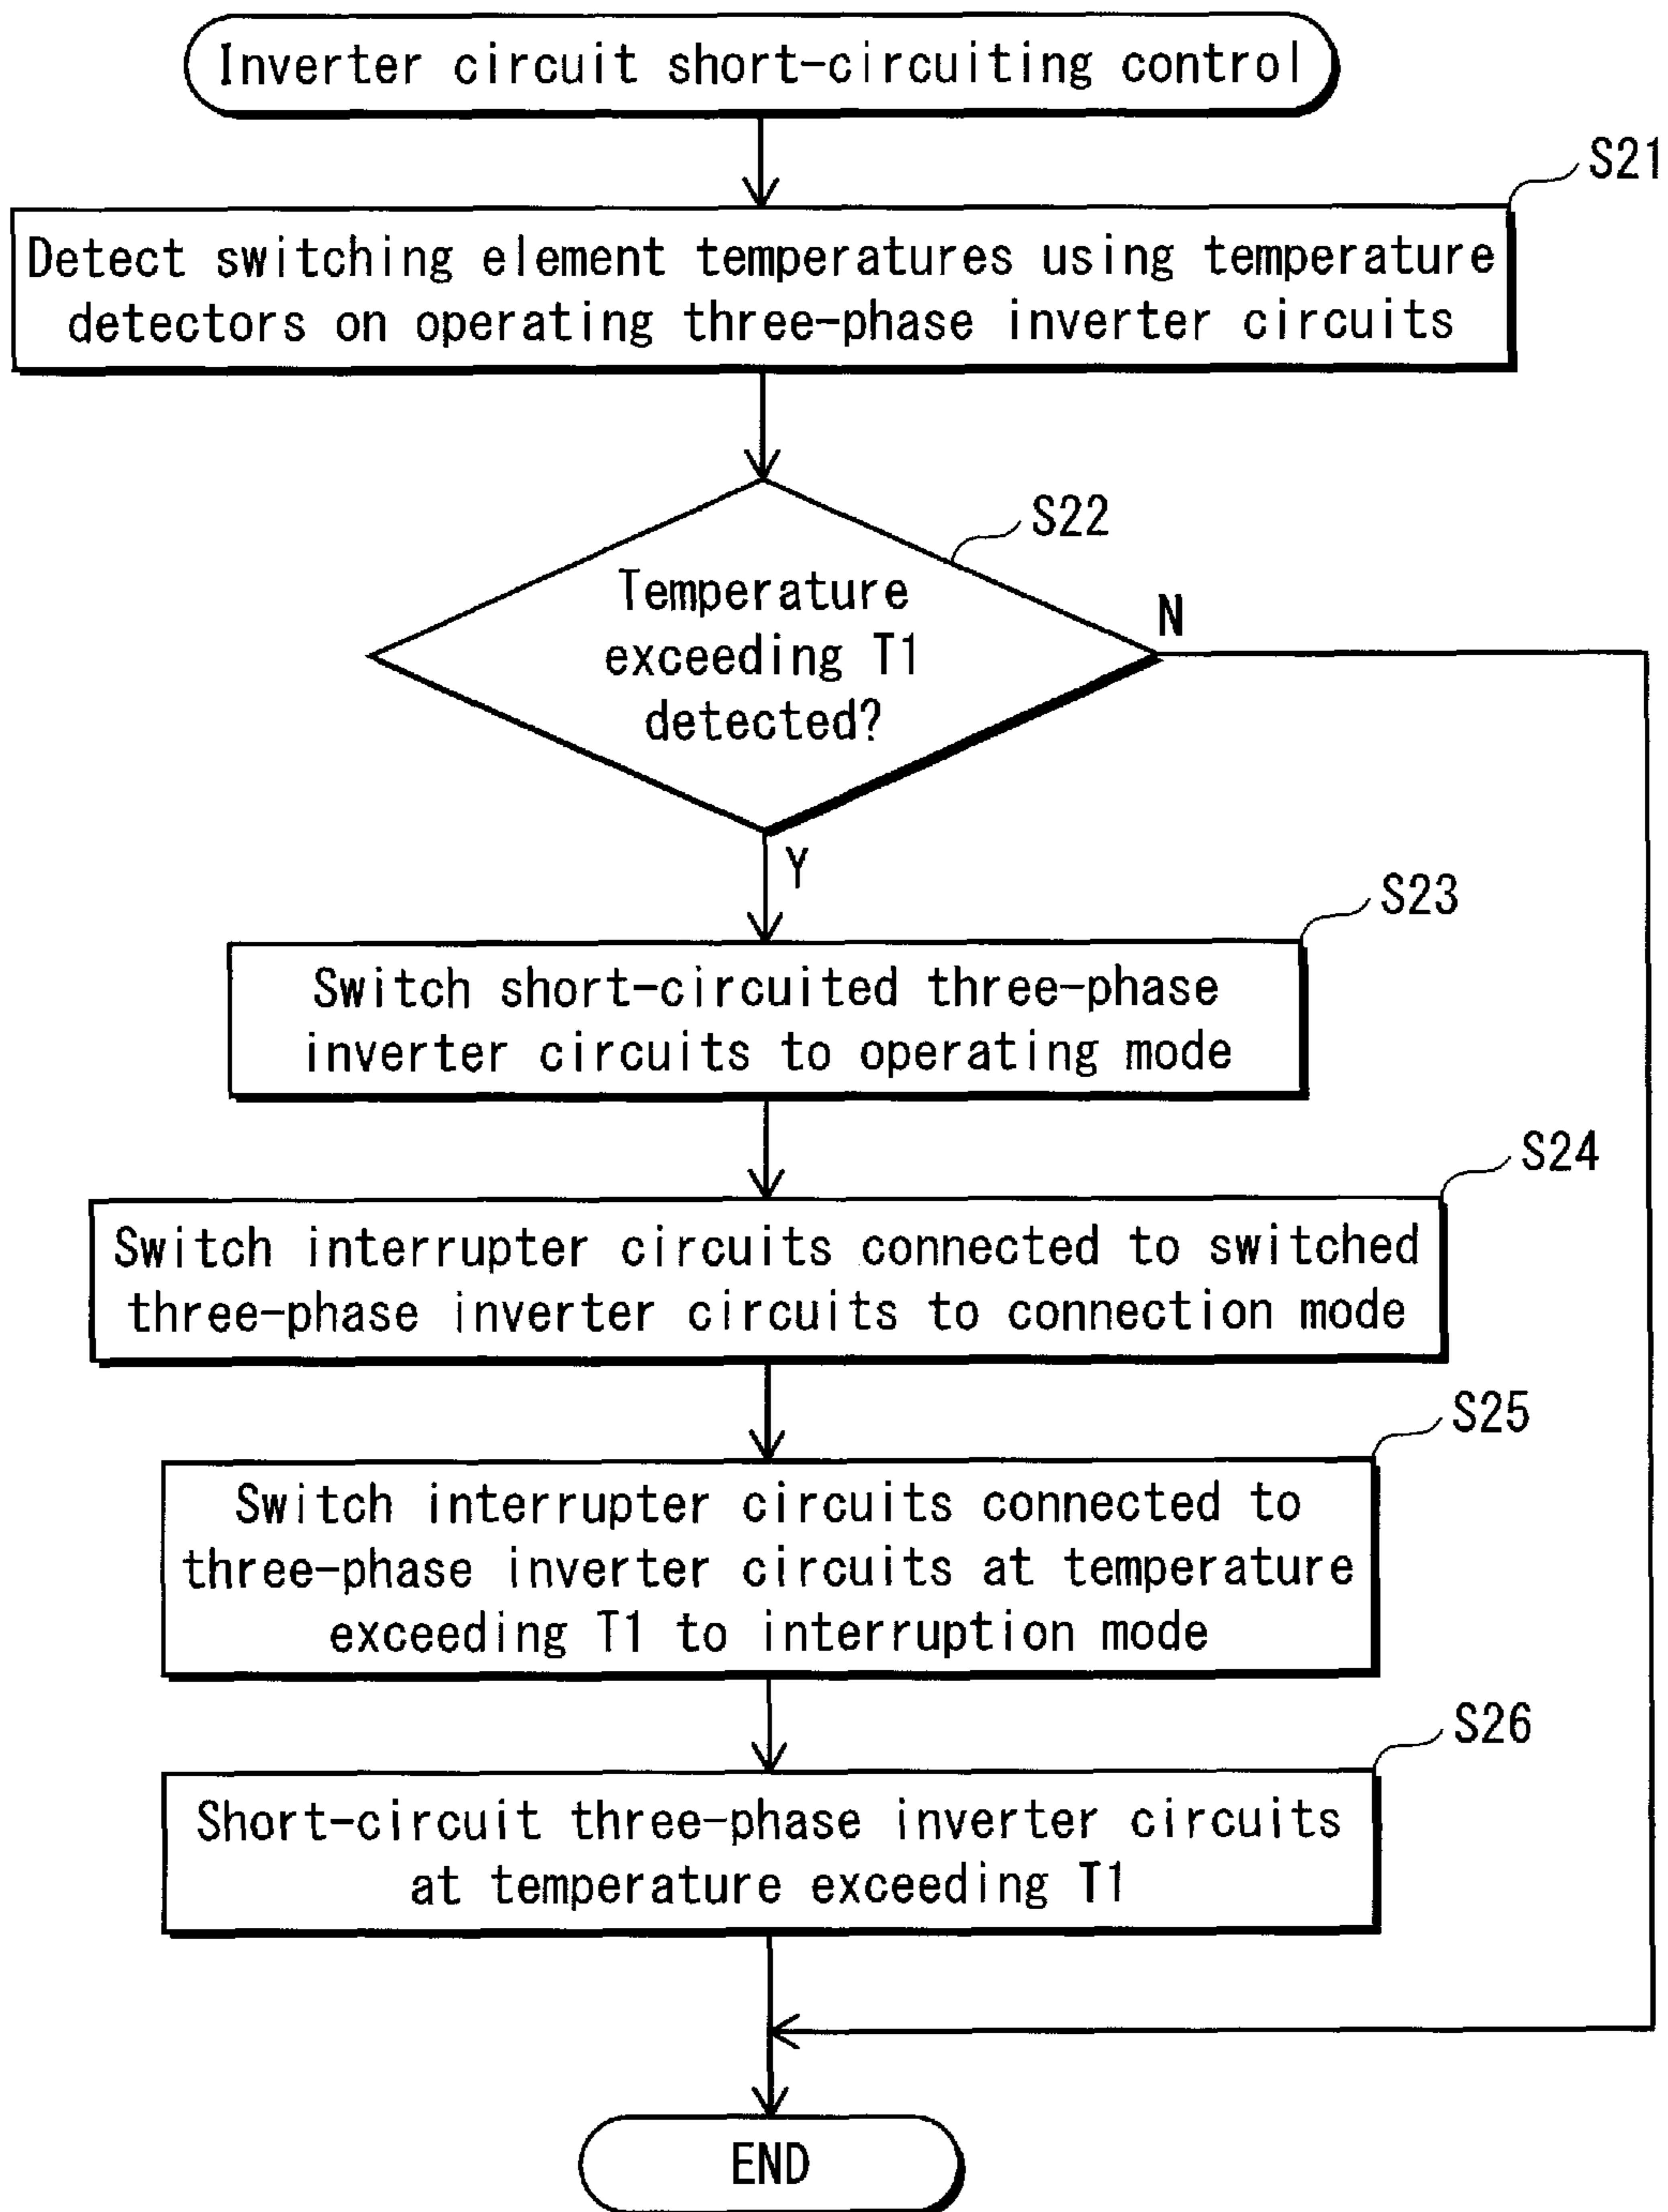 Inverter circuit short-circuiting control
S21
Detect switching element temperatures using temperature
detectors on operating three-phase inverter circuits
S22
Temperature
exceeding T1
detected?
N
Y
S23
Switch short-circuited three-phase
inverter circuits to operating mode
S24
Switch interrupter circuits connected to switched
three-phase inverter circuits to connection mode
S25
Switch interrupter circuits connected to
three-phase inverter circuits at temperature
exceeding T1 to interruption mode
S26
Short-circuit three-phase inverter circuits
at temperature exceeding T1
END